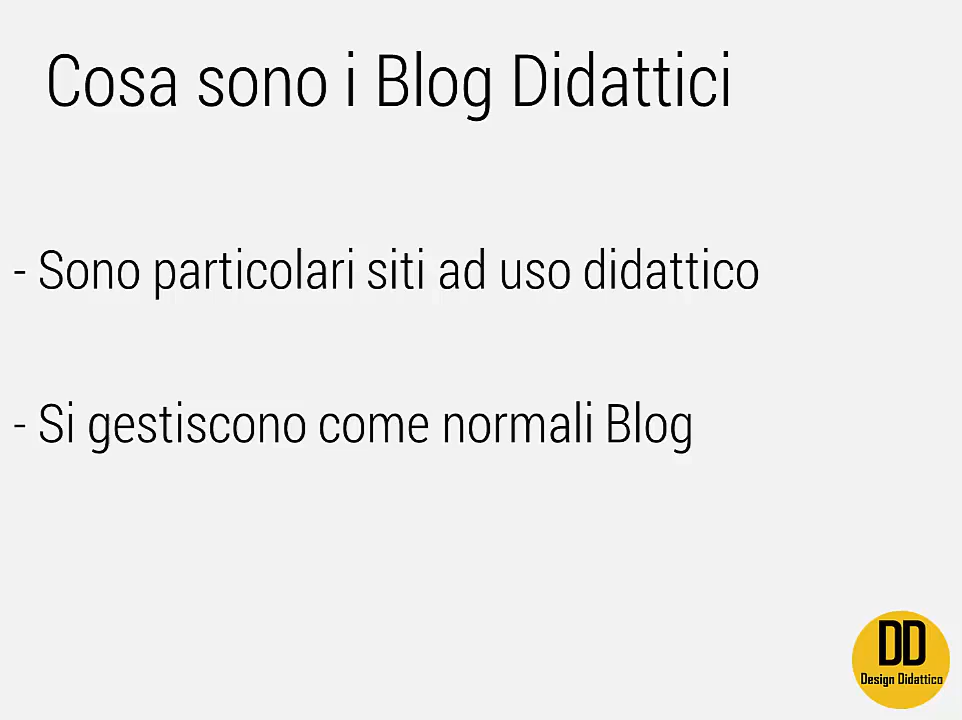 Cosa sono i Blog Didattici
- Sono particolari siti ad uso didattico
- Si gestiscono come normali Blog
DD
Design Didattico